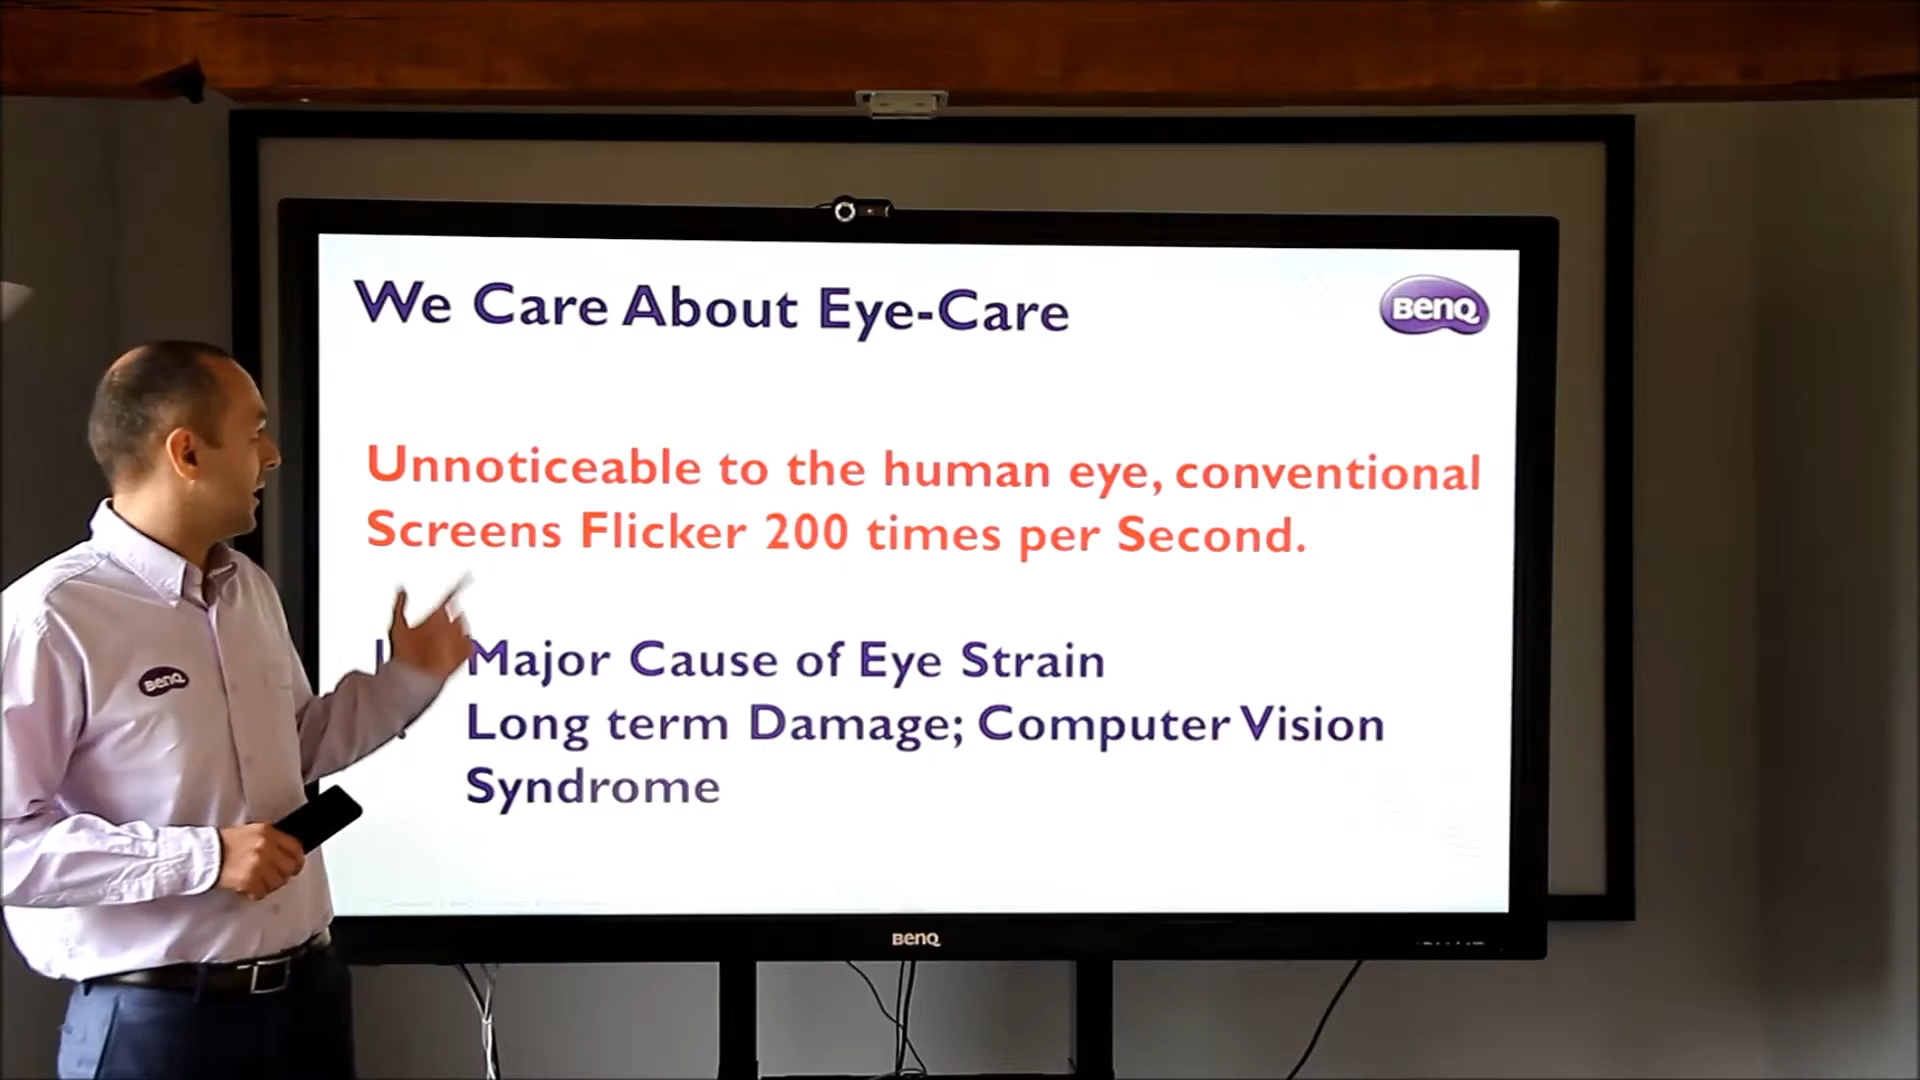 We Care About Eye-Care
BenQ
Unnoticeable to the human eye, conventional
Screens Flicker 200 times per Second.
Major Cause of Eye Strain
Long term Damage; Computer Vision
Syndrome
BenQ
BenQ